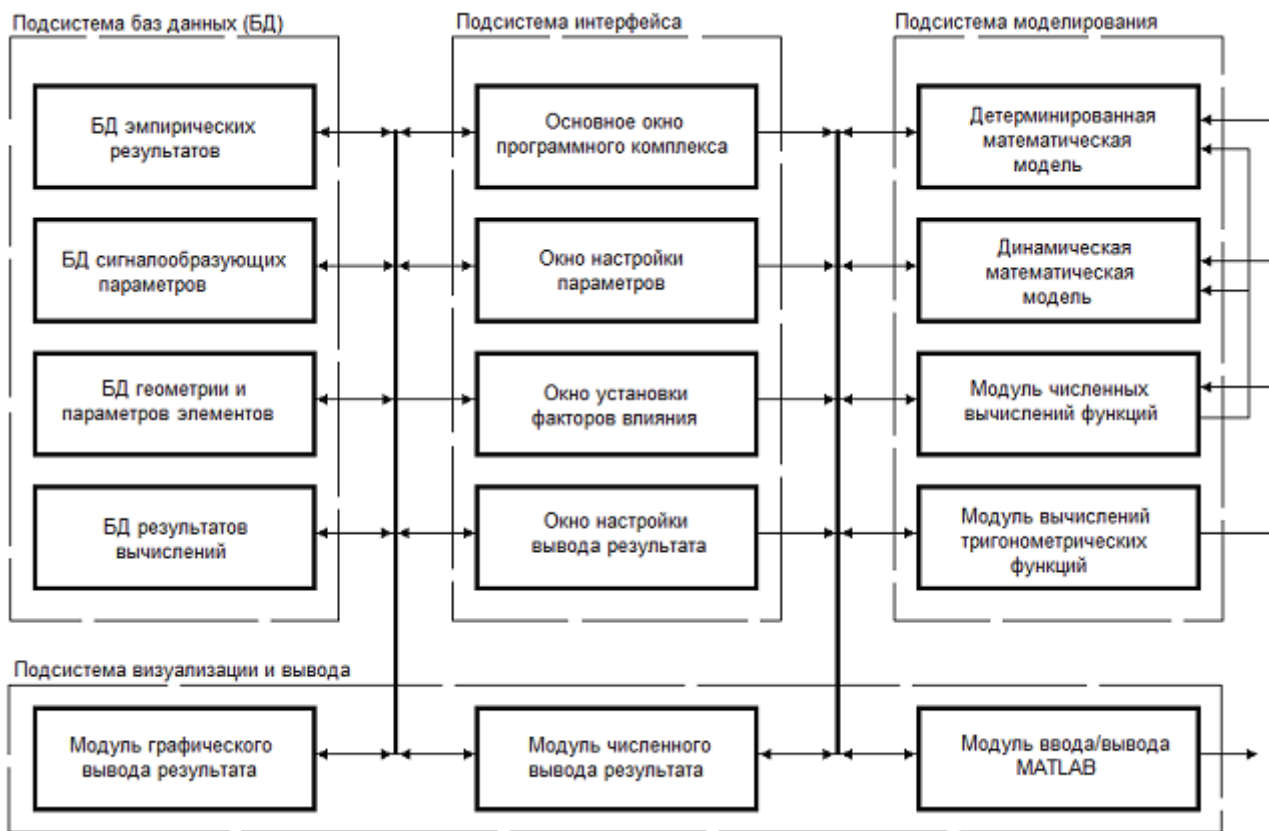 Подсистема баз данных (БД)
БД эмпирических
результатов
БД сигналообразующих
параметров
БД геометрии и
параметров элементов
БД результатов
вычислений
Подсистема интерфейса
Основное окно
программного комплекса
Окно настройки
параметров
Окно установки
факторов влияния
Окно настройки
вывода результата
Подсистема моделирования
Детерминированная
математическая
модель
Динамическая
математическая
модель
Модуль численных
вычислений функций
Модуль вычислений
тригонометрических
функций
Подсистема визуализации и вывода
Модуль графического
вывода результата
Модуль численного
вывода результата
Модуль ввода/вывода
MATLAB